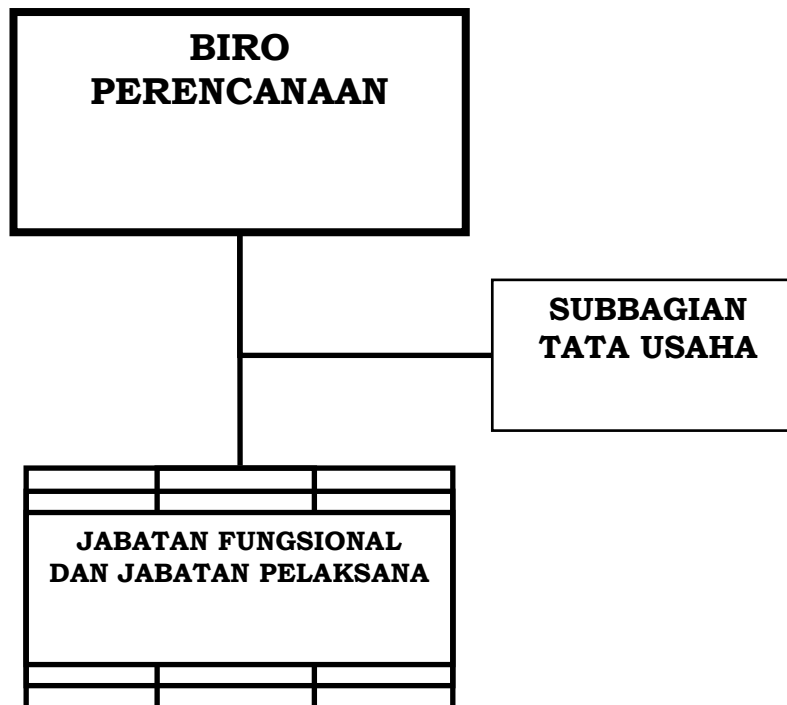 BIRO
PERENCANAAN
SUBBAGIAN
TATA USAHA
JABATAN FUNGSIONAL
DAN JABATAN PELAKSANA